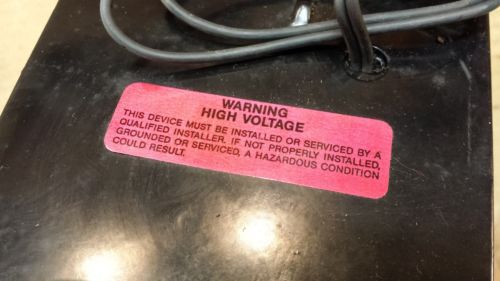 WARNING
HIGH VOLTAGE
THIS DEVICE MUST BE INSTALLED OR SERVICED BY A
QUALIFIED INSTALLER. IF NOT PROPERLY INSTALLED,
GROUNDED OR SERVICED, A HAZARDOUS CONDITION
COULD RESULT.